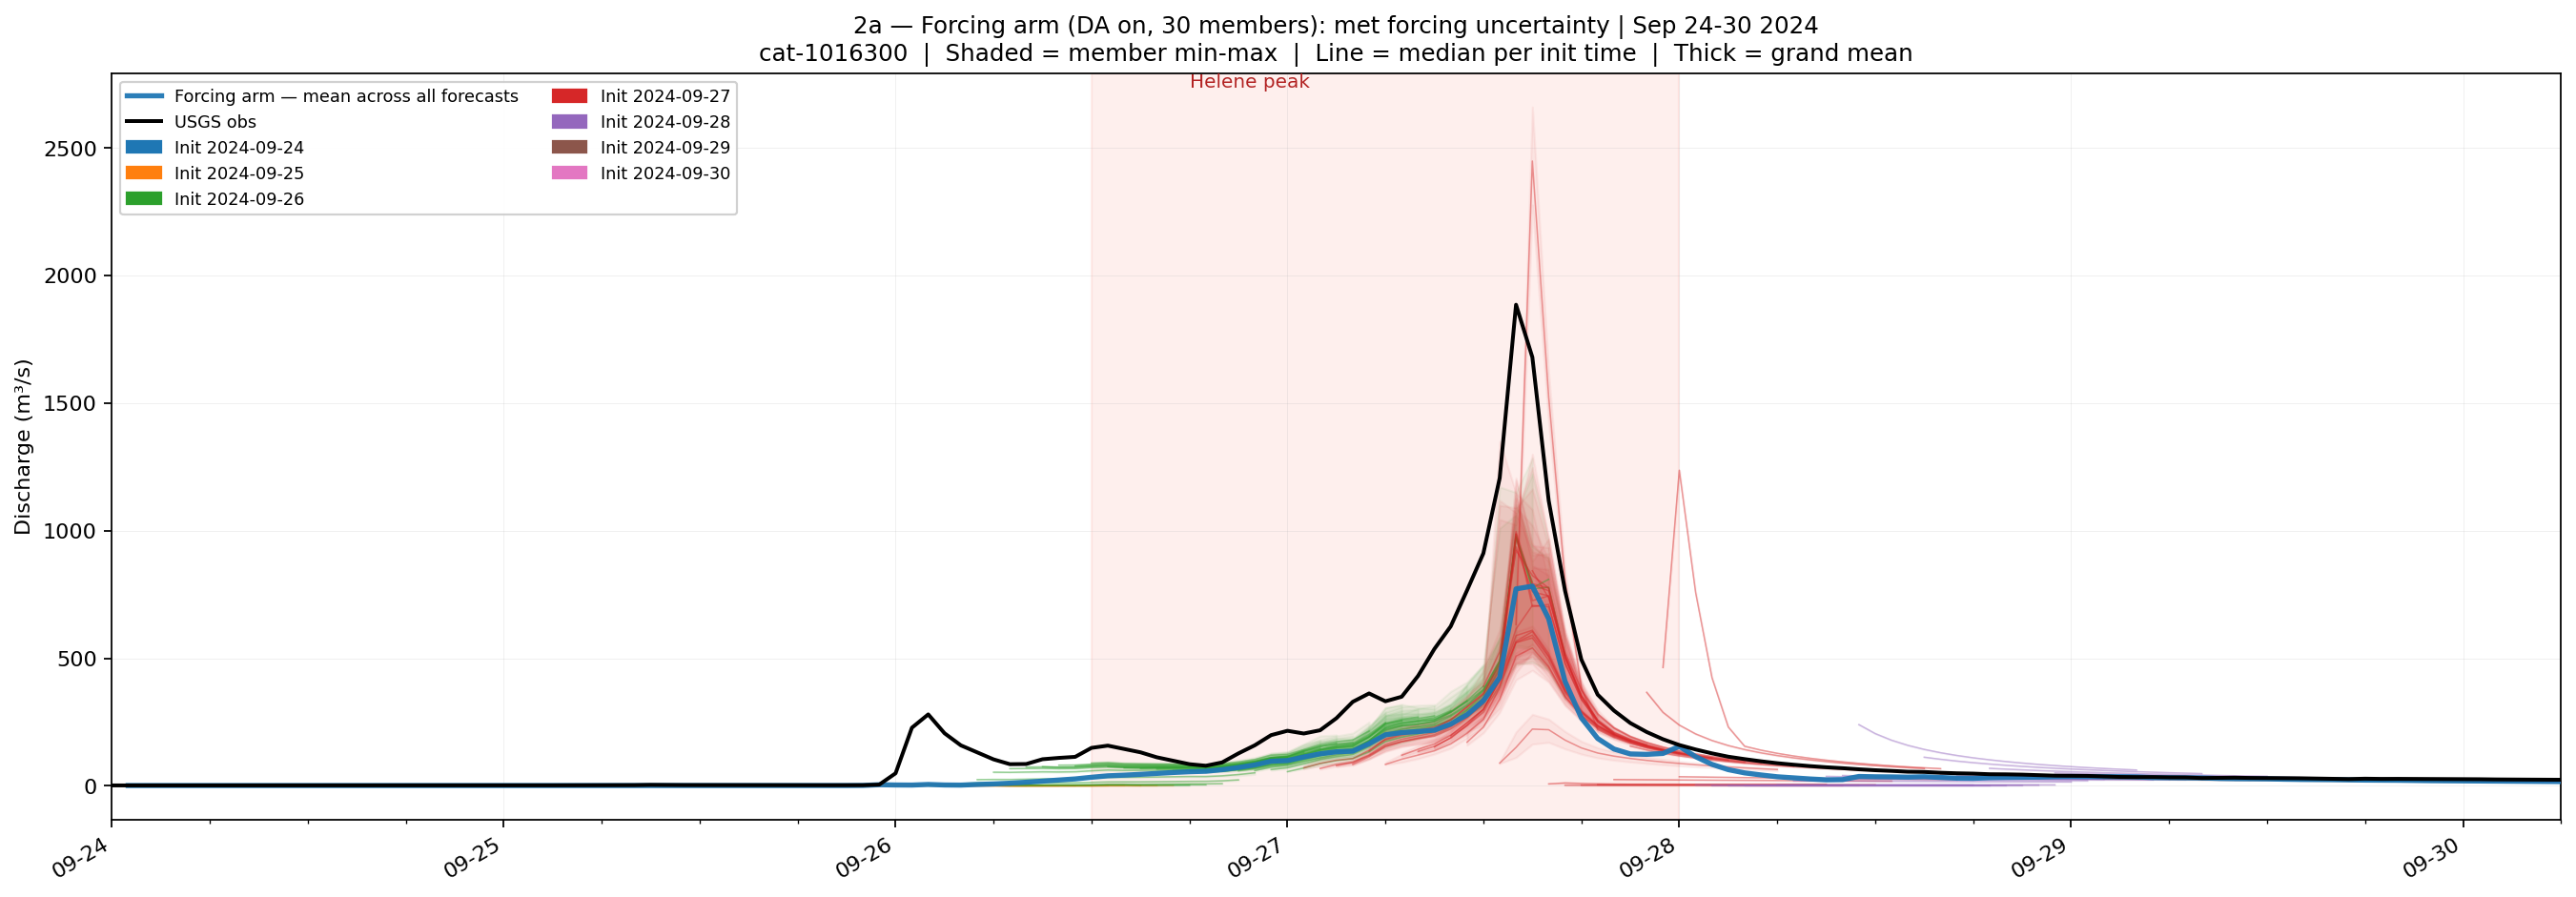 2a — Forcing arm (DA on, 30 members): met forcing uncertainty | Sep 24-30 2024
cat-1016300 | Shaded = member min-max | Line = median per init time | Thick = grand mean
Helene peak
Forcing arm — mean across all forecasts
USGS obs
Init 2024-09-24
Init 2024-09-25
Init 2024-09-26
Init 2024-09-27
Init 2024-09-28
Init 2024-09-29
Init 2024-09-30
Discharge (m³/s)
2500
2000
1500
1000
500
0
09-24
09-25
09-26
09-27
09-28
09-29
09-30